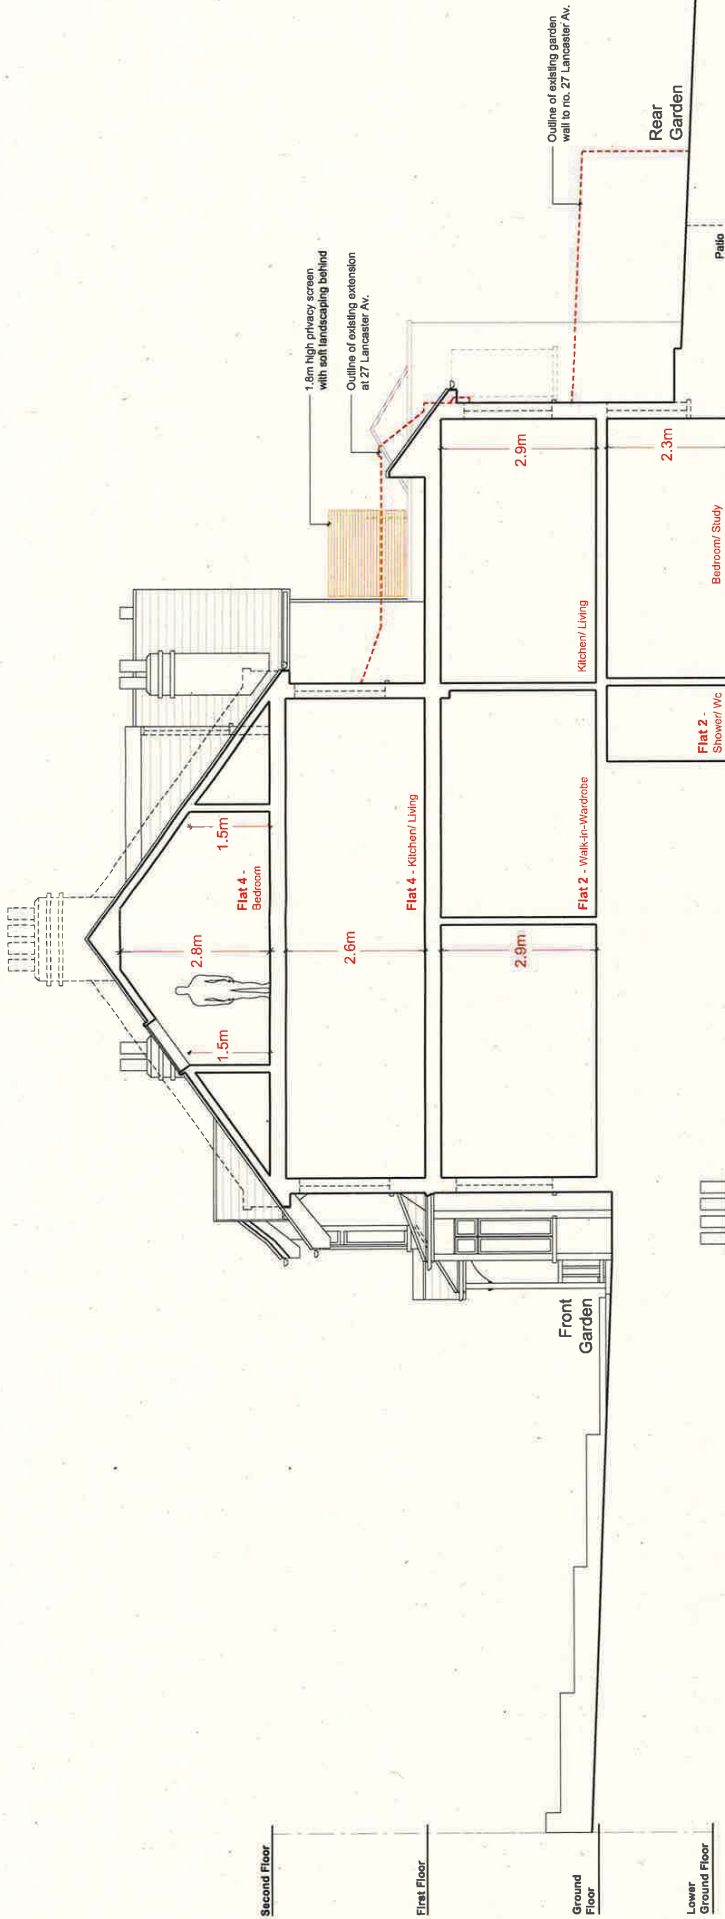 1.8m high privacy screen
with soft landscaping behind
Outline of existing extension
at 27 Lancaster Av.
Outline of existing garden
wall to no. 27 Lancaster Av.
Rear
Garden
Patio
2.9m
2.3m
Kitchen/ Living
Bedroom/ Study
Flat 2 -
Shower/ Wc
1.5m
Flat 4 -
Bedroom
2.8m
1.5m
Flat 4 - Kitchen/ Living
2.6m
Flat 2 - Walk-in-Wardrobe
2.9m
Front
Garden
Second Floor
First Floor
Ground
Floor
Lower
Ground Floor